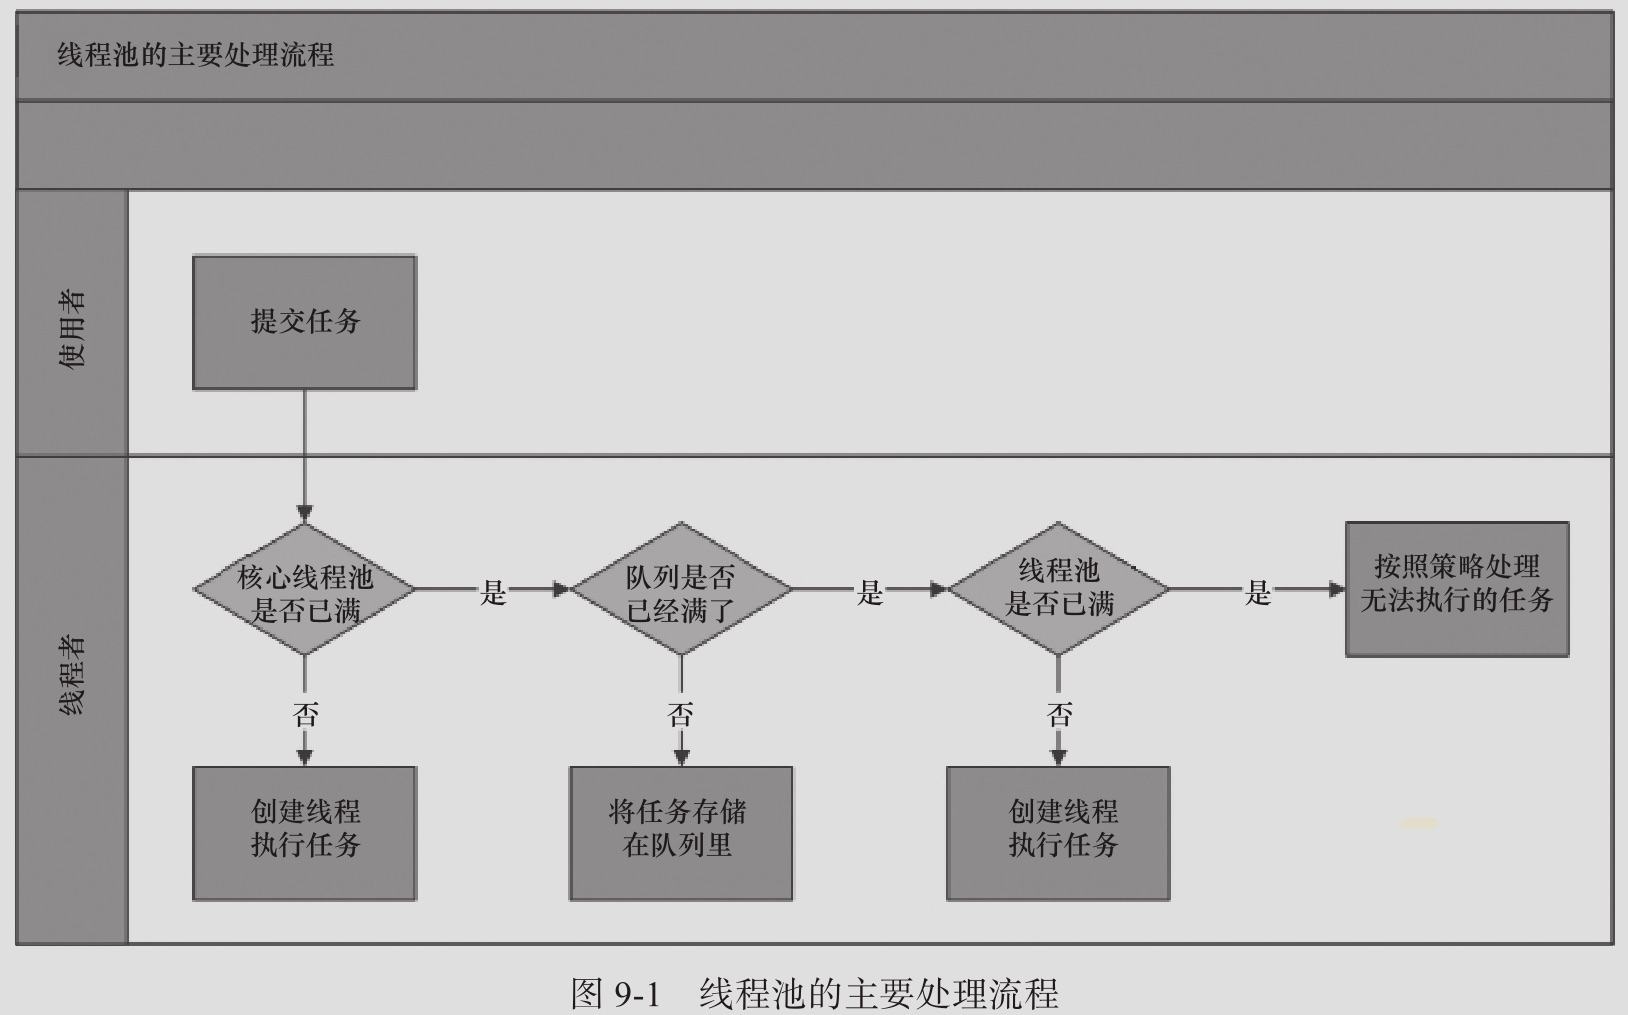 线程池的主要处理流程
使用者
提交任务
线程者
核心线程池
是否已满
是
队列是否
已经满了
是
线程池
是否已满
是
按照策略处理
无法执行的任务
否
否
否
创建线程
执行任务
将任务存储
在队列里
创建线程
执行任务
图 9-1 线程池的主要处理流程